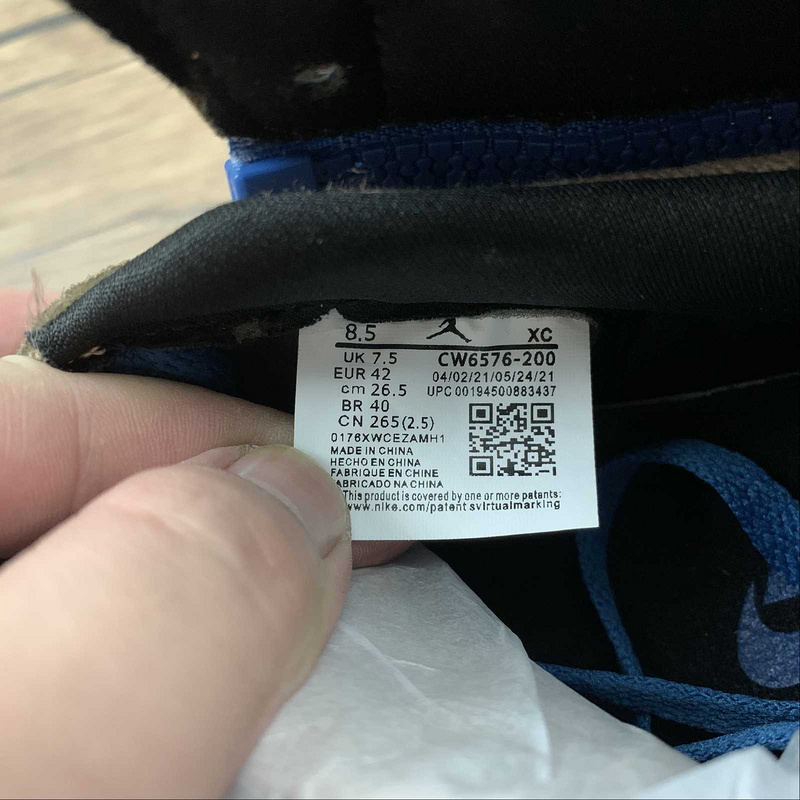 8.5 XC
UK 7.5 CW6576-200
EUR 42 04/02/21/05/24/21
cm 26.5 UPC 00194500883437
BR 40
CN 265(2.5)
0176XWCEZAMH1
MADE IN CHINA
HECHO EN CHINA
FABRIQUE EN CHINE
FABRICADO NA CHINA
This product is covered by one or more patents:
www.nike.com/patent svirtualmarking